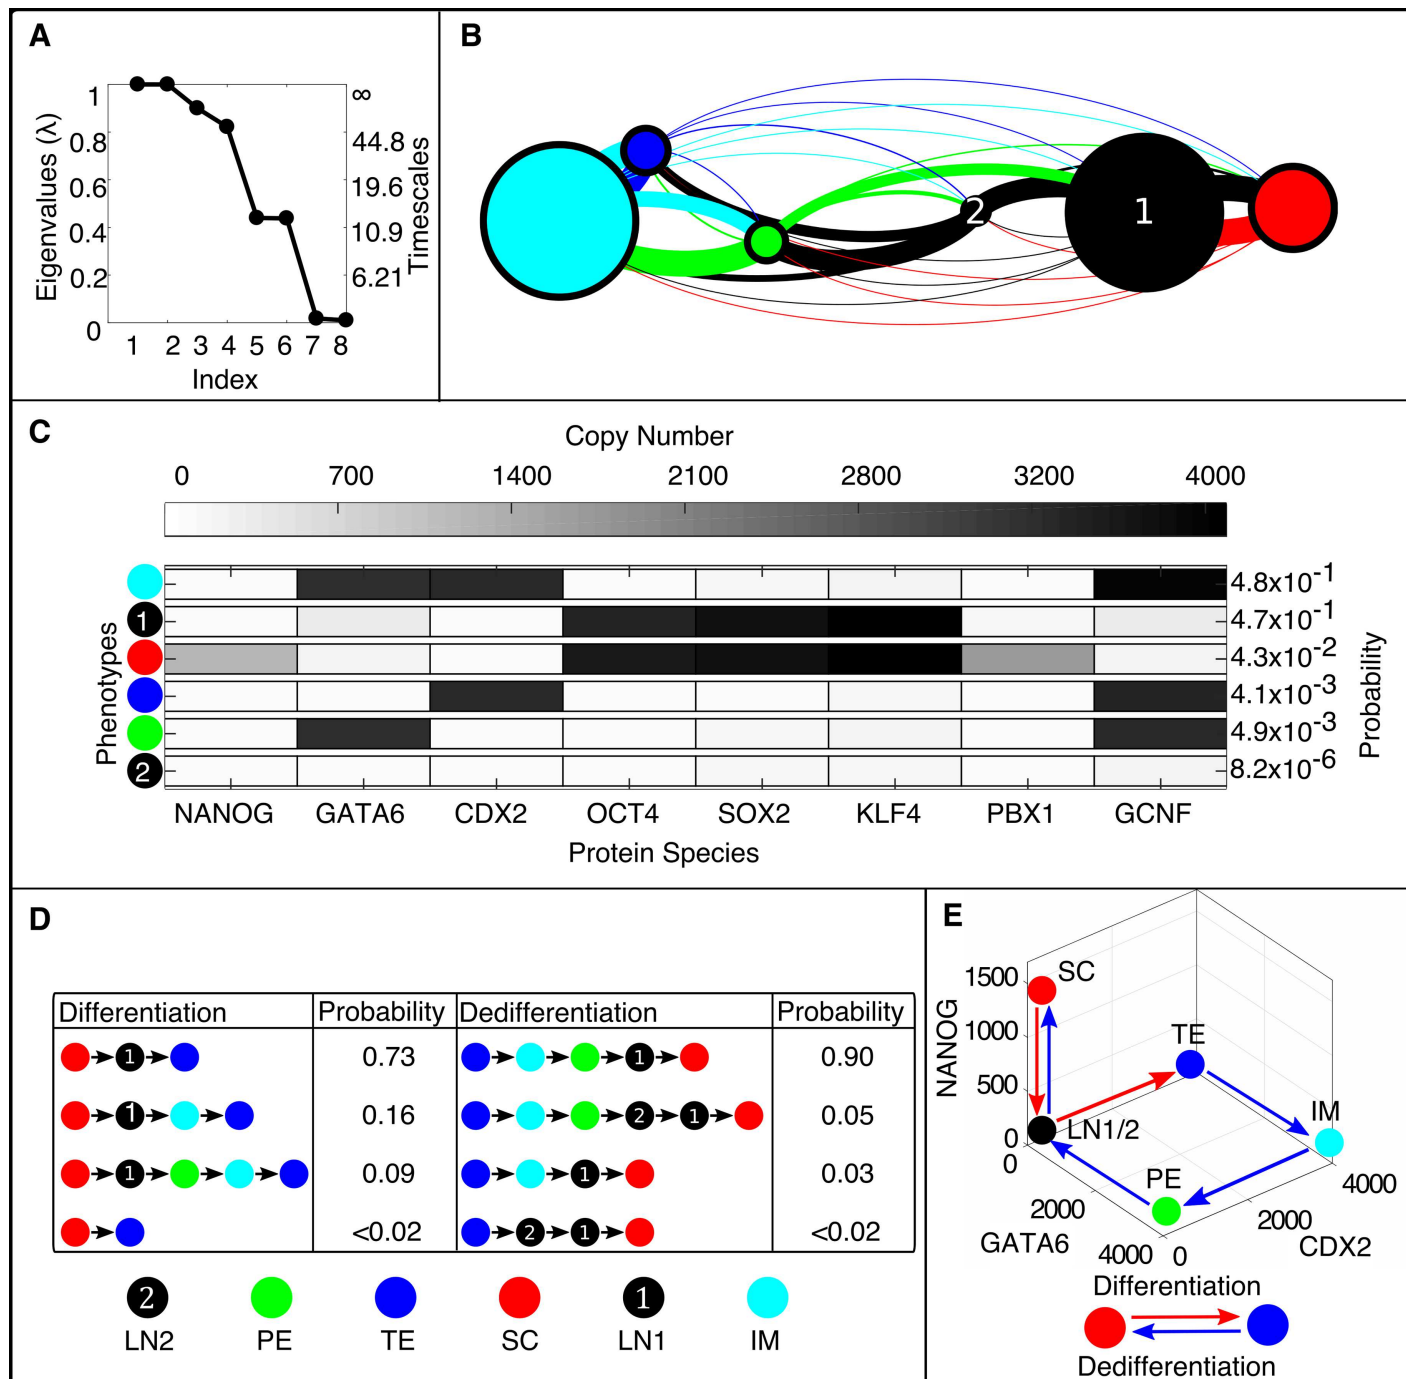 A
Eigenvalues (λ)
1
0.8
0.6
0.4
0.2
0
∞
44.8
19.6
10.9
6.21
Timescales
1 2 3 4 5 6 7 8
Index
B
2
1
C
Copy Number
0 700 1400 2100 2800 3200 4000
Phenotypes
4.8x10-1
1 4.7x10-1
4.3x10-2
4.1x10-3
4.9x10-3
2 8.2x10-6
Probability
NANOG GATA6 CDX2 OCT4 SOX2 KLF4 PBX1 GCNF
Protein Species
D
Differentiation Probability Dedifferentiation Probability
1 0.73 1 0.90
1 0.16 2 1 0.05
1 0.09 1 0.03
<0.02 2 1 <0.02
2 1
LN2 PE TE SC LN1 IM
E
NANOG
1500
1000
500
0
SC
TE
IM
LN1/2
PE
0
2000
4000
GATA6
0
2000
4000
CDX2
Differentiation
Dedifferentiation